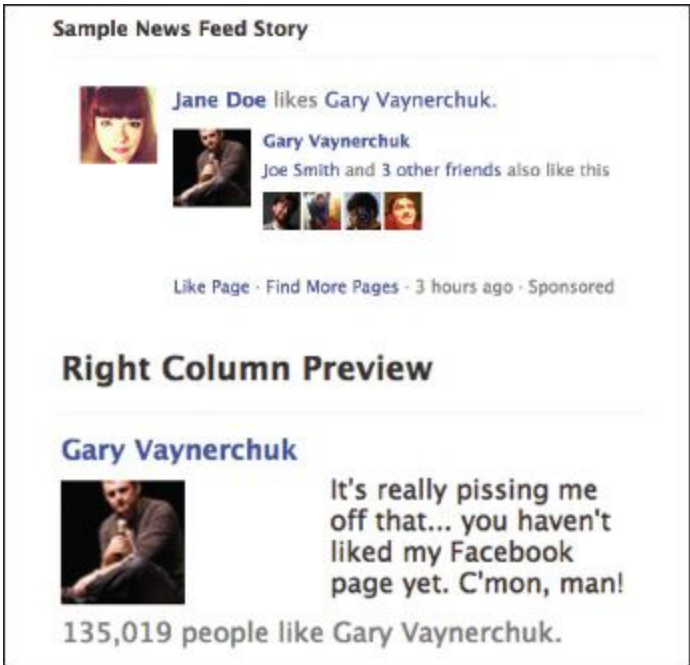 Sample News Feed Story
Jane Doe likes Gary Vaynerchuk.
Gary Vaynerchuk
Joe Smith and 3 other friends also like this
Like Page · Find More Pages · 3 hours ago · Sponsored
Right Column Preview
Gary Vaynerchuk
It's really pissing me
off that... you haven't
liked my Facebook
page yet. C'mon, man!
135,019 people like Gary Vaynerchuk.